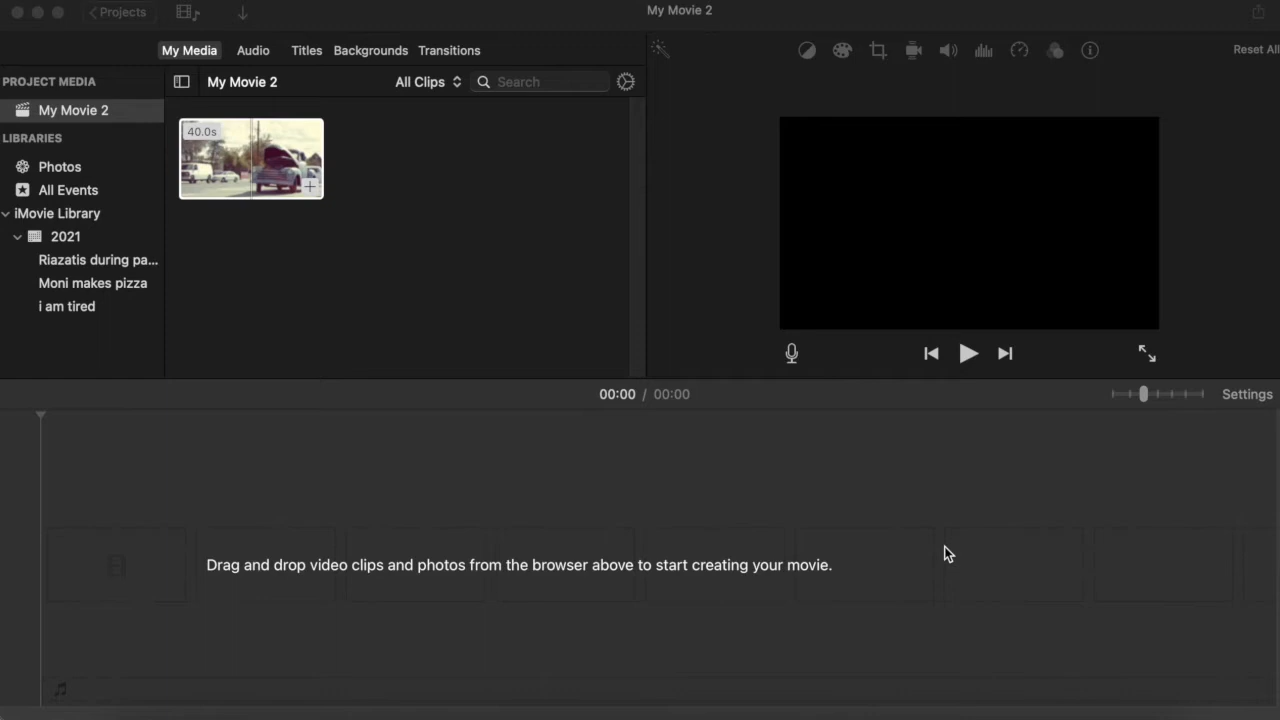 Projects
My Movie 2
My Media Audio Titles Backgrounds Transitions
Reset All
PROJECT MEDIA
My Movie 2
All Clips
Search
My Movie 2
40.0s
LIBRARIES
Photos
All Events
iMovie Library
2021
Riazatis during pa...
Moni makes pizza
i am tired
00:00 / 00:00
Settings
Drag and drop video clips and photos from the browser above to start creating your movie.